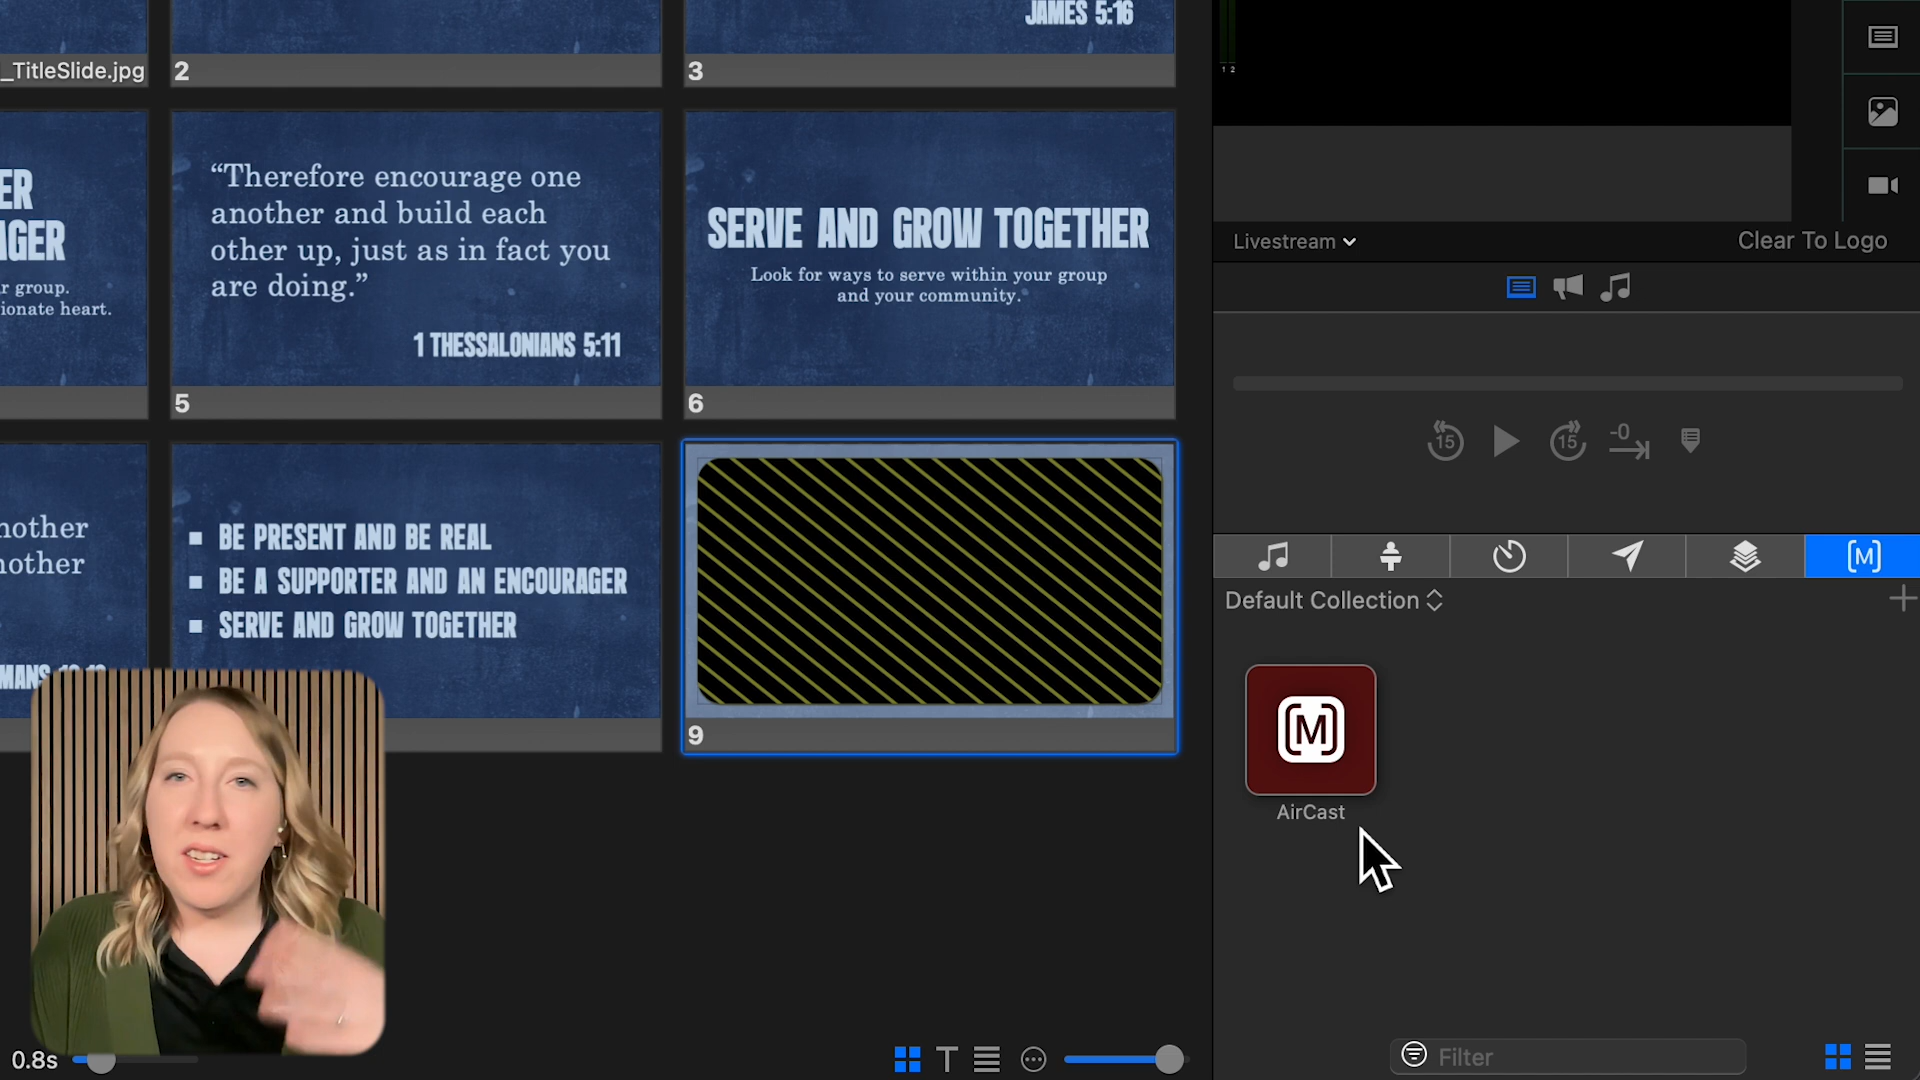 JAMES 5:16
_TitleSlide.jpg
2
3
1 2
ER
AGER
r group.
ionate heart.
“Therefore encourage one
another and build each
other up, just as in fact you
are doing.”
1 THESSALONIANS 5:11
5
SERVE AND GROW TOGETHER
Look for ways to serve within your group
and your community.
6
Livestream
Clear To Logo
15
15
-0
[M]
Default Collection
nother
nother
▪ BE PRESENT AND BE REAL
▪ BE A SUPPORTER AND AN ENCOURAGER
▪ SERVE AND GROW TOGETHER
9
[M]
AirCast
0.8s
T
Filter